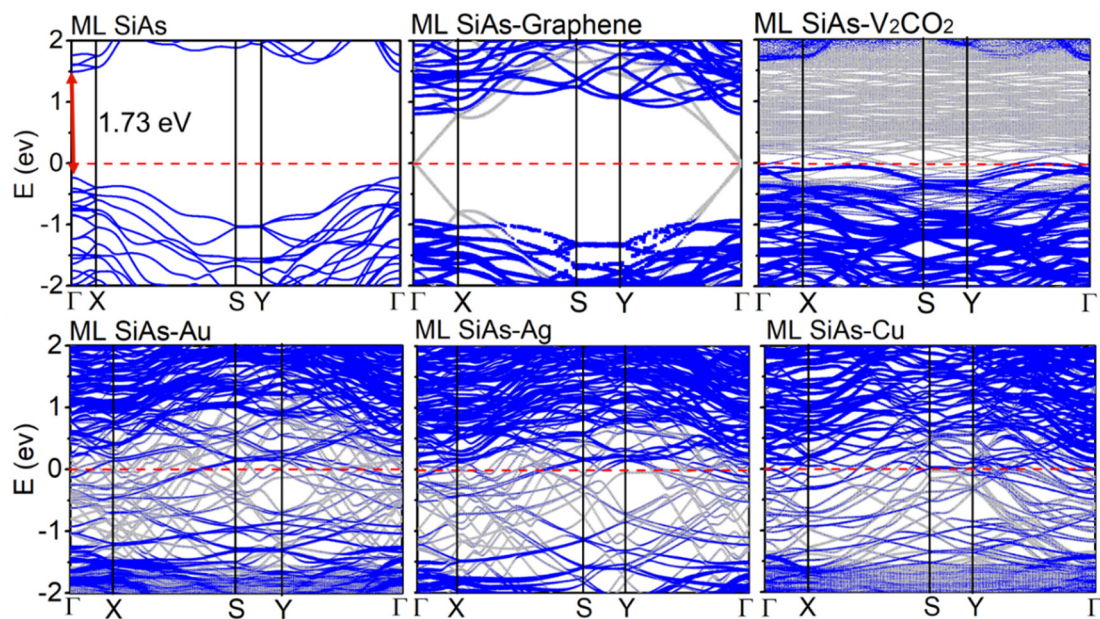 ML SiAs
ML SiAs-Graphene
ML SiAs-V₂CO₂
2
1
0
-1
-2
E (ev)
1.73 eV
Γ X S Y Γ
Γ X S Y Γ
Γ X S Y Γ
ML SiAs-Au
ML SiAs-Ag
ML SiAs-Cu
2
1
0
-1
-2
E (ev)
Γ X S Y Γ
Γ X S Y Γ
Γ X S Y Γ